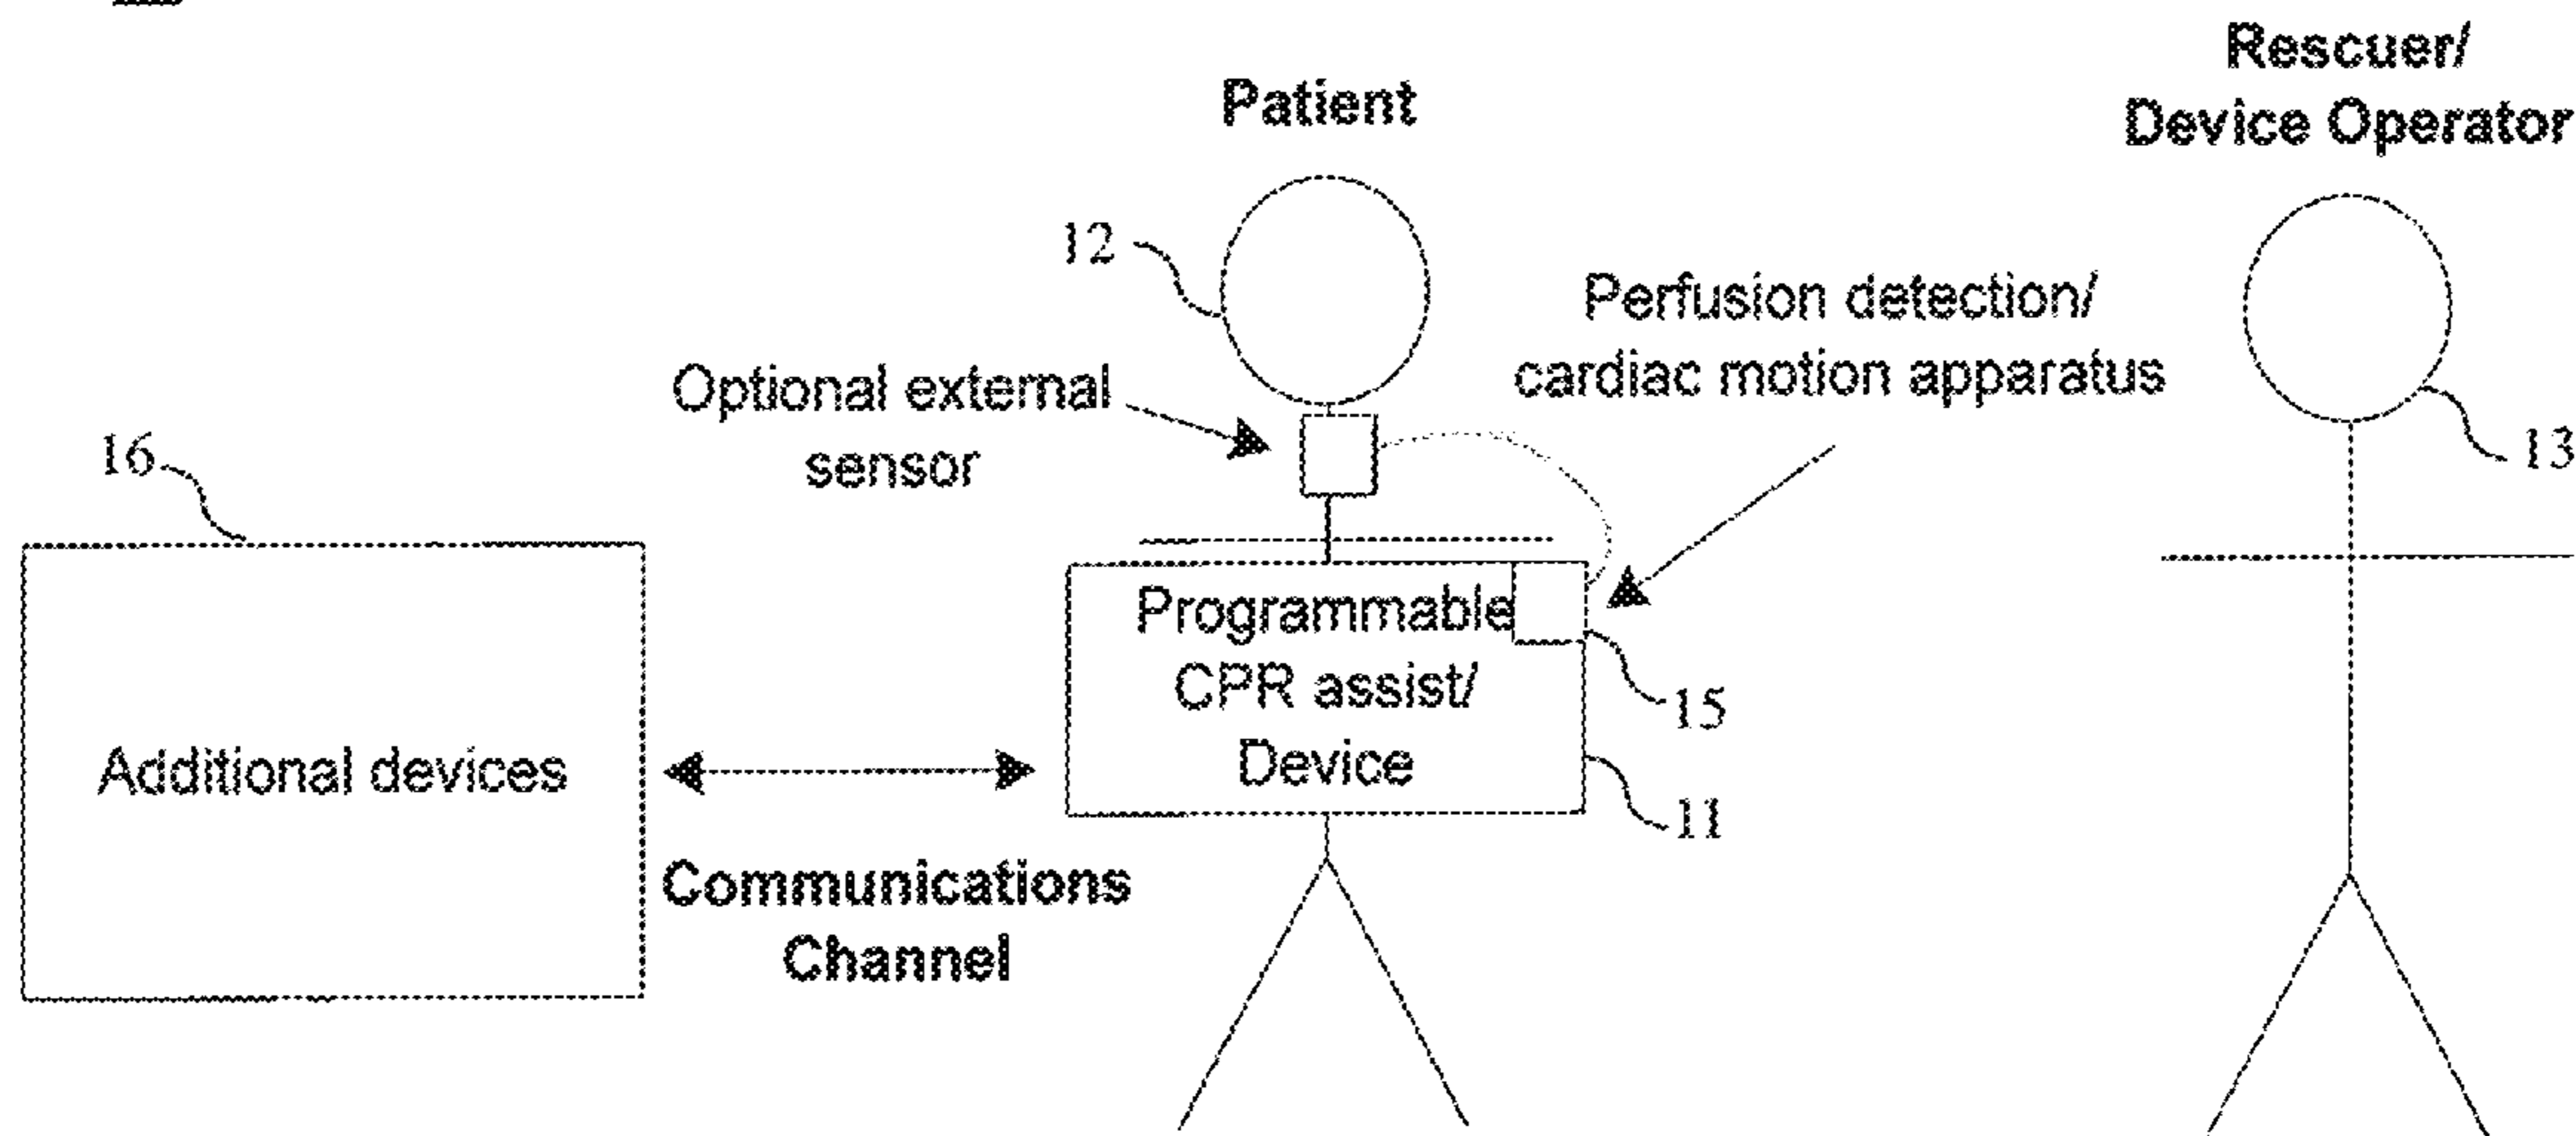 Rescuer/
Device Operator
Patient
12
Perfusion detection/
cardiac motion apparatus
Optional external
sensor
13
16
Programmable
CPR assist/
Device
15
11
Additional devices
Communications
Channel